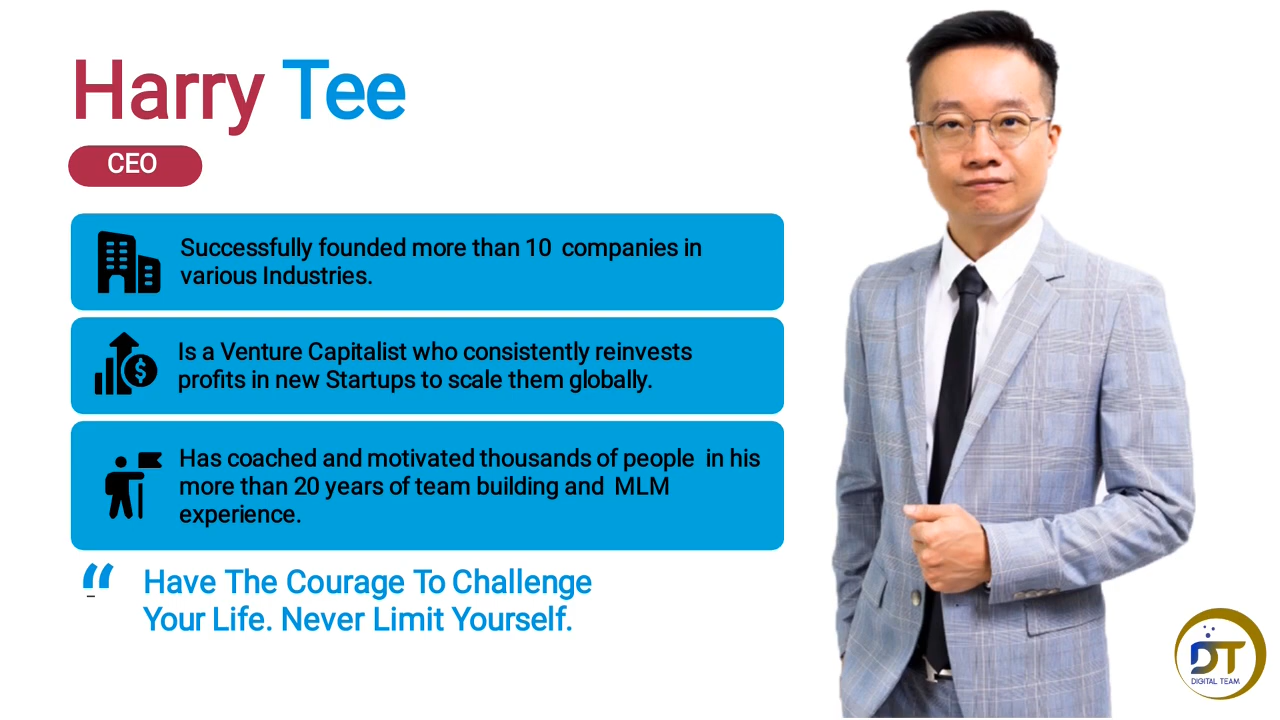 Harry Tee
CEO
Successfully founded more than 10 companies in
various Industries.
Is a Venture Capitalist who consistently reinvests
profits in new Startups to scale them globally.
Has coached and motivated thousands of people in his
more than 20 years of team building and MLM
experience.
“ Have The Courage To Challenge
Your Life. Never Limit Yourself.
DT
DIGITAL TEAM